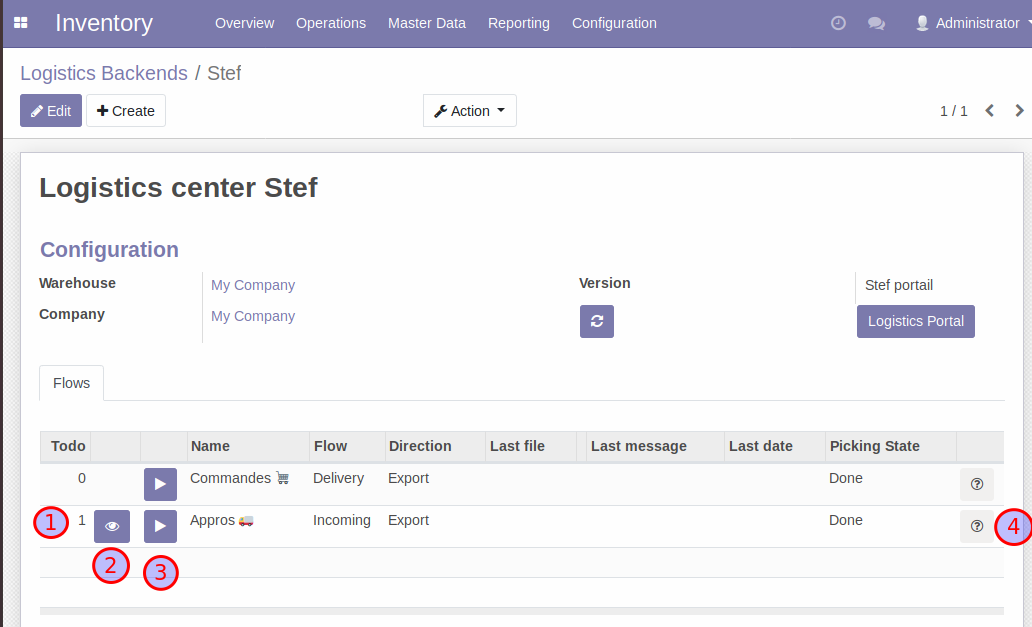 Inventory Overview Operations Master Data Reporting Configuration Administrator
Logistics Backends / Stef
Edit Create Action 1 / 1
Logistics center Stef
Configuration
Warehouse My Company Version Stef portail
Company My Company Logistics Portal
Flows
Todo Name Flow Direction Last file Last message Last date Picking State
0 Commandes Delivery Export Done
1 1 Appros Incoming Export Done 4
2 3